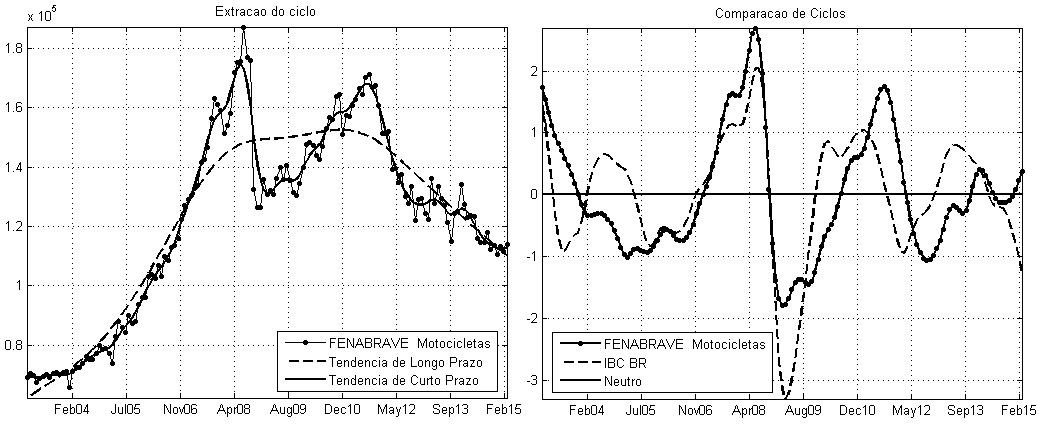 Extracao do ciclo
x 10^5
1.8
1.6
1.4
1.2
1
0.8
FENABRAVE Motocicletas
Tendencia de Longo Prazo
Tendencia de Curto Prazo
Feb04 Jul05 Nov06 Apr08 Aug09 Dec10 May12 Sep13 Feb15
Comparacao de Ciclos
2
1
0
-1
-2
-3
FENABRAVE Motocicletas
IBC BR
Neutro
Feb04 Jul05 Nov06 Apr08 Aug09 Dec10 May12 Sep13 Feb15